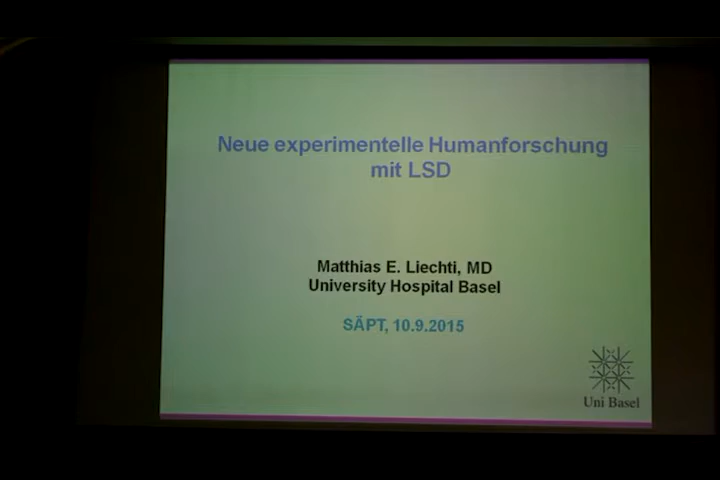 Neue experimentelle Humanforschung
mit LSD
Matthias E. Liechti, MD
University Hospital Basel
SÄPT, 10.9.2015
Uni Basel